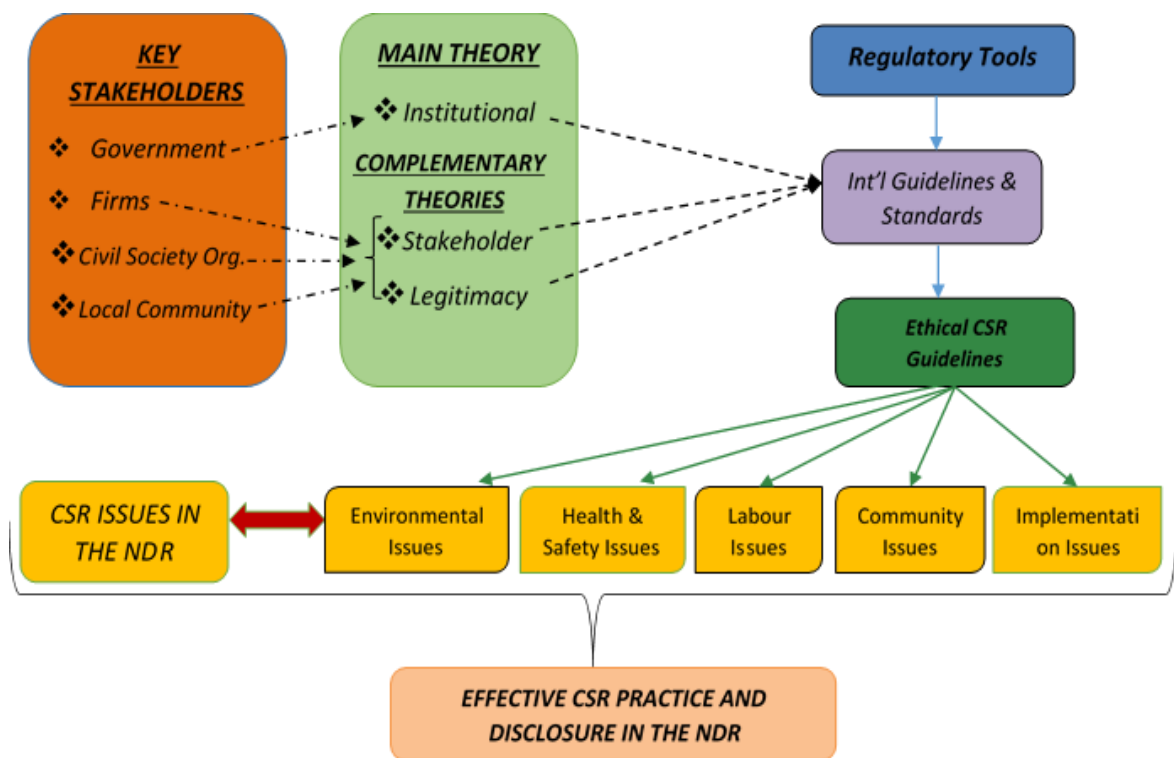 KEY
STAKEHOLDERS
Government
Firms
Civil Society Org.
Local Community
MAIN THEORY
Institutional
COMPLEMENTARY
THEORIES
Stakeholder
Legitimacy
Regulatory Tools
Int'l Guidelines &
Standards
Ethical CSR
Guidelines
CSR ISSUES IN
THE NDR
Environmental
Issues
Health &
Safety Issues
Labour
Issues
Community
Issues
Implementati
on Issues
EFFECTIVE CSR PRACTICE AND
DISCLOSURE IN THE NDR